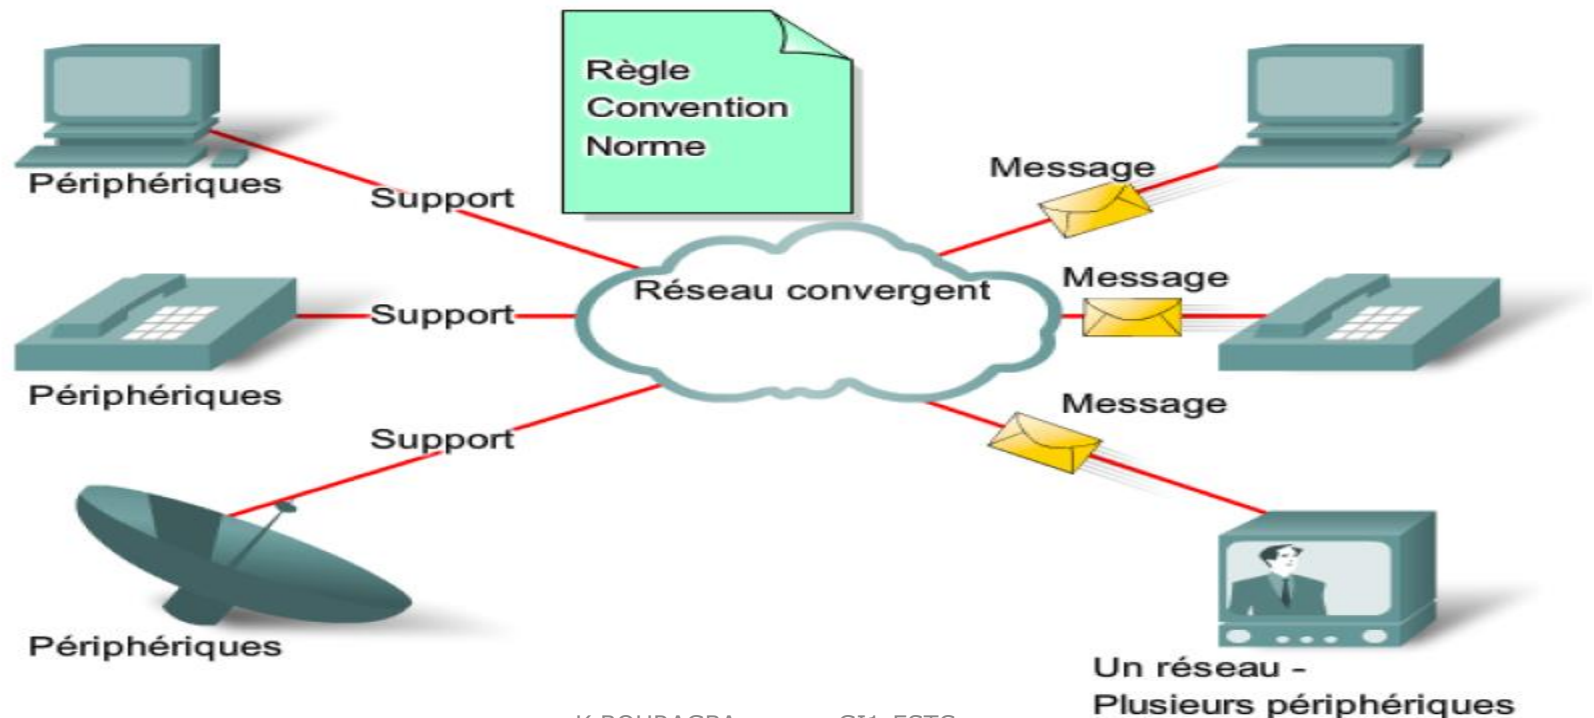 Règle
Convention
Norme
Périphériques
Support
Message
Réseau convergent
Message
Support
Périphériques
Message
Support
Périphériques
Un réseau -
Plusieurs périphériques